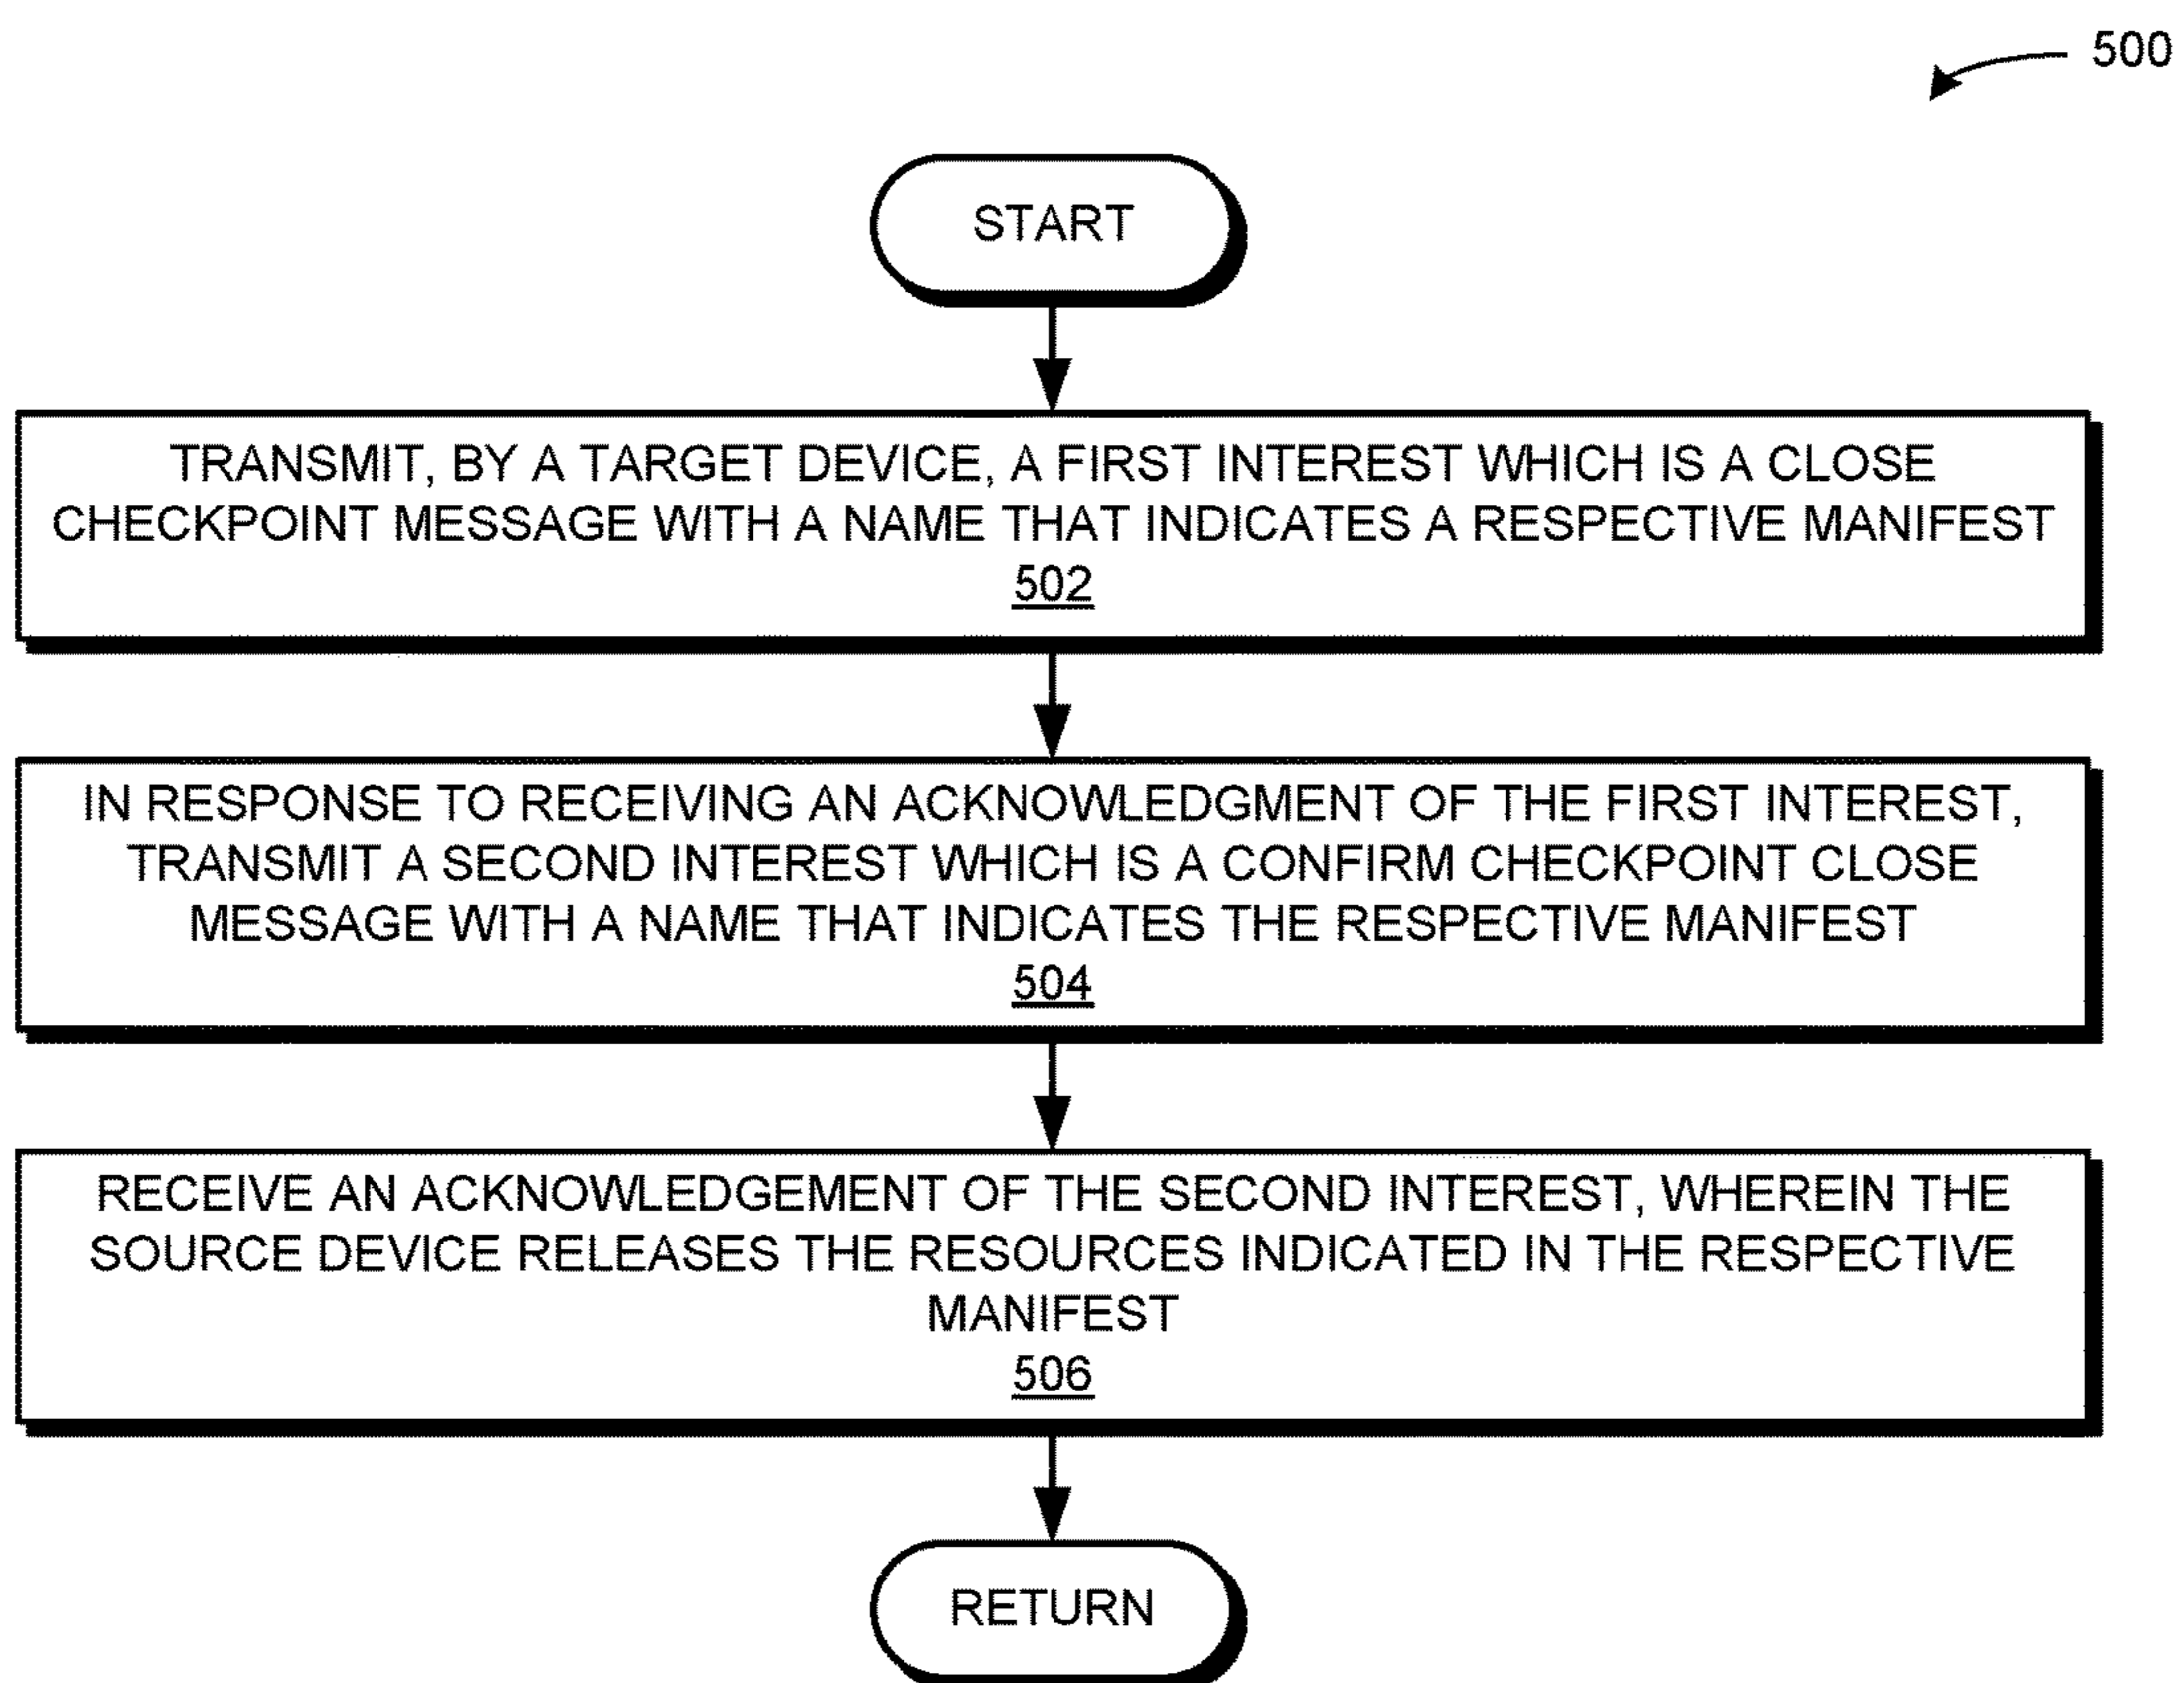 500
START
TRANSMIT, BY A TARGET DEVICE, A FIRST INTEREST WHICH IS A CLOSE
CHECKPOINT MESSAGE WITH A NAME THAT INDICATES A RESPECTIVE MANIFEST
502
IN RESPONSE TO RECEIVING AN ACKNOWLEDGMENT OF THE FIRST INTEREST,
TRANSMIT A SECOND INTEREST WHICH IS A CONFIRM CHECKPOINT CLOSE
MESSAGE WITH A NAME THAT INDICATES THE RESPECTIVE MANIFEST
504
RECEIVE AN ACKNOWLEDGEMENT OF THE SECOND INTEREST, WHEREIN THE
SOURCE DEVICE RELEASES THE RESOURCES INDICATED IN THE RESPECTIVE
MANIFEST
506
RETURN